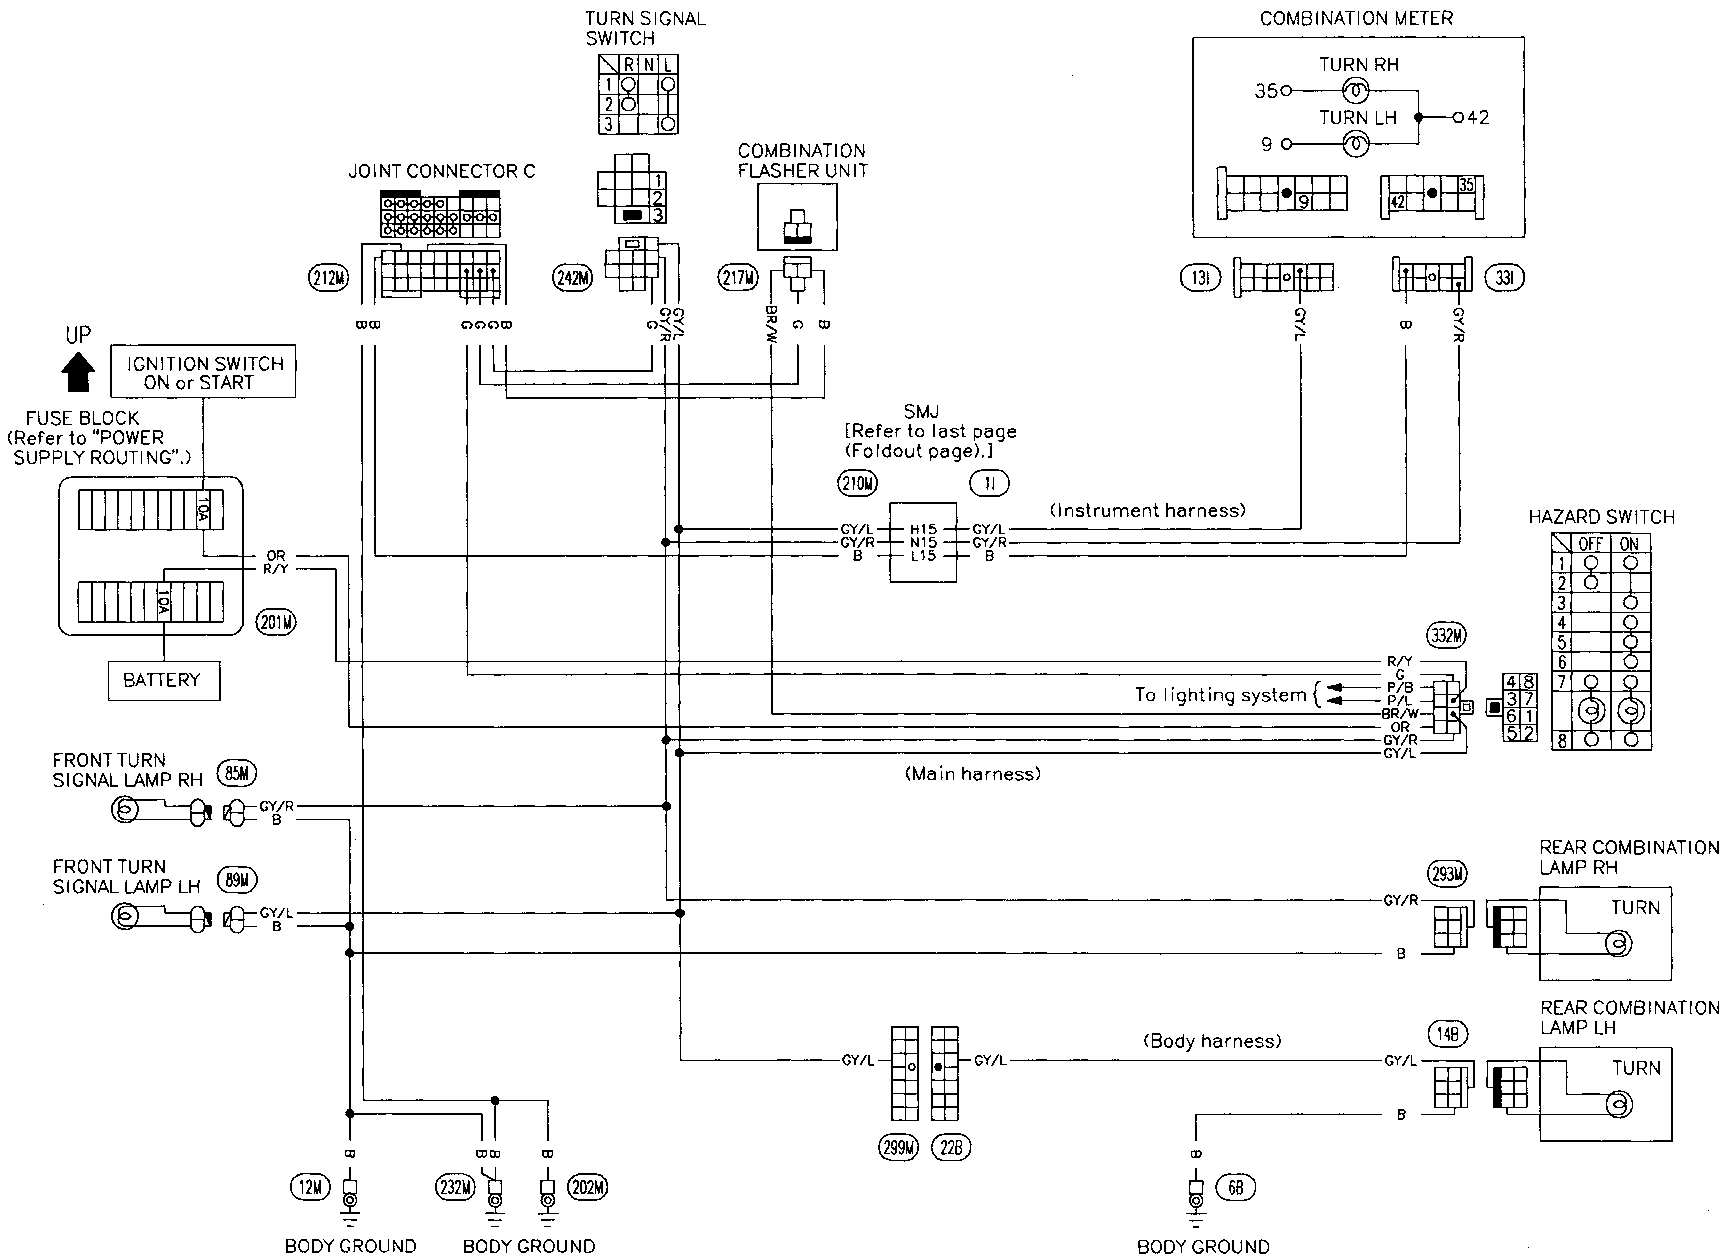 TURN SIGNAL
SWITCH
R N L
1
2
3
COMBINATION METER
TURN RH
35
TURN LH
42
9
9
35
42
JOINT CONNECTOR C
1
2
3
COMBINATION
FLASHER UNIT
212M
242M
217M
13I
33I
B
B
G
G
G
B
G
GY/R
GY/L
BR/W
G
B
GY/L
B
GY/R
UP
IGNITION SWITCH
ON or START
FUSE BLOCK
(Refer to "POWER
SUPPLY ROUTING".)
10A
10A
OR
R/Y
201M
BATTERY
SMJ
[Refer to last page
(Foldout page).]
210M
1I
GY/L H15 GY/L
GY/R N15 GY/R
B L15 B
(Instrument harness)
HAZARD SWITCH
OFF ON
1
2
3
4
5
6
7
8
332M
R/Y
G
P/B
P/L
BR/W
OR
GY/R
GY/L
To lighting system
4 8
3 7
6 1
5 2
(Main harness)
FRONT TURN
SIGNAL LAMP RH
85M
GY/R
B
FRONT TURN
SIGNAL LAMP LH
89M
GY/L
B
REAR COMBINATION
LAMP RH
293M
GY/R
TURN
B
REAR COMBINATION
LAMP LH
14B
TURN
GY/L
GY/L
(Body harness)
GY/L
B
299M
22B
B
B
B
B
B
12M
232M
202M
6B
BODY GROUND
BODY GROUND
BODY GROUND